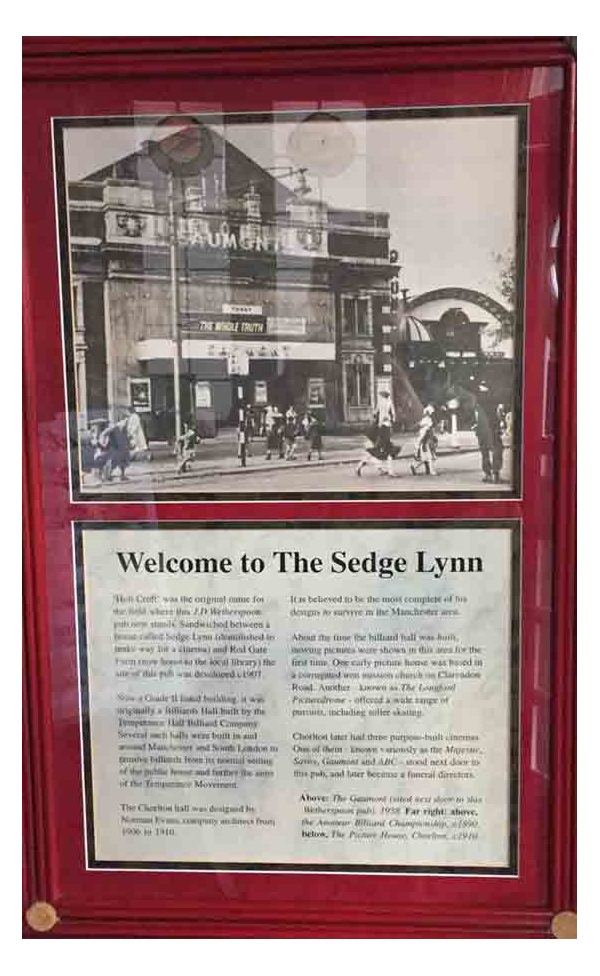 GAUMONT
TODAY
THE WHOLE TRUTH
Welcome to The Sedge Lynn
'Holt Croft' was the original name for
the field where this J.D Wetherspoon
pub now stands. Sandwiched between a
house called Sedge Lynn (demolished to
make way for a cinema) and Red Gate
Farm (now home to the local library) the
site of this pub was developed c1907.
Now a Grade II listed building, it was
originally a Billiards Hall built by the
Temperance Hall Billiard Company.
Several such halls were built in and
around Manchester and South London to
remove billiards from its normal setting
of the public house and further the aims
of the Temperance Movement.
The Chorlton hall was designed by
Norman Evans, company architect from
1906 to 1910.
It is believed to be the most complete of his
designs to survive in the Manchester area.
About the time the billiard hall was built,
moving pictures were shown in this area for the
first time. One early picture house was based in
a corrugated iron mission church on Clarendon
Road. Another - known as The Longford
Picturedrome - offered a wide range of
pursuits, including roller skating.
Chorlton later had three purpose-built cinemas.
One of them - known variously as the Majestic,
Savoy, Gaumont and ABC - stood next door to
this pub, and later became a funeral directors.
Above: The Gaumont (sited next door to this
Wetherspoon pub), 1958. Far right: above,
the Amateur Billiard Championship, c1890,
below, The Picture House, Chorlton, c1910.